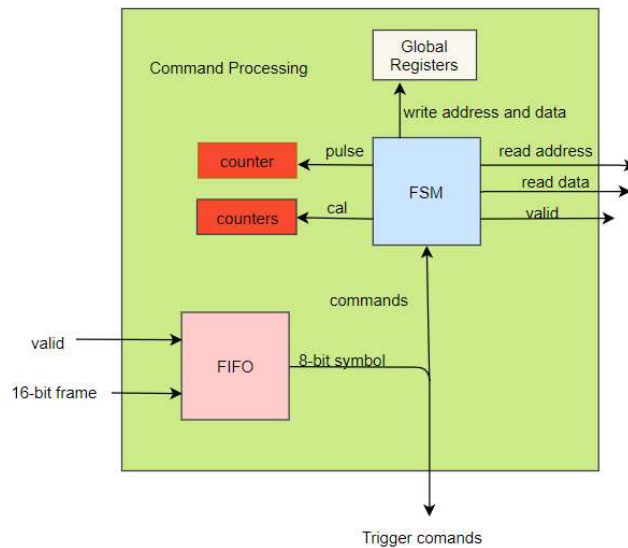 Global
Registers
Command Processing
write address and data
pulse
read address
counter
FSM
read data
cal
valid
counters
commands
valid
FIFO
8-bit symbol
16-bit frame
Trigger comands